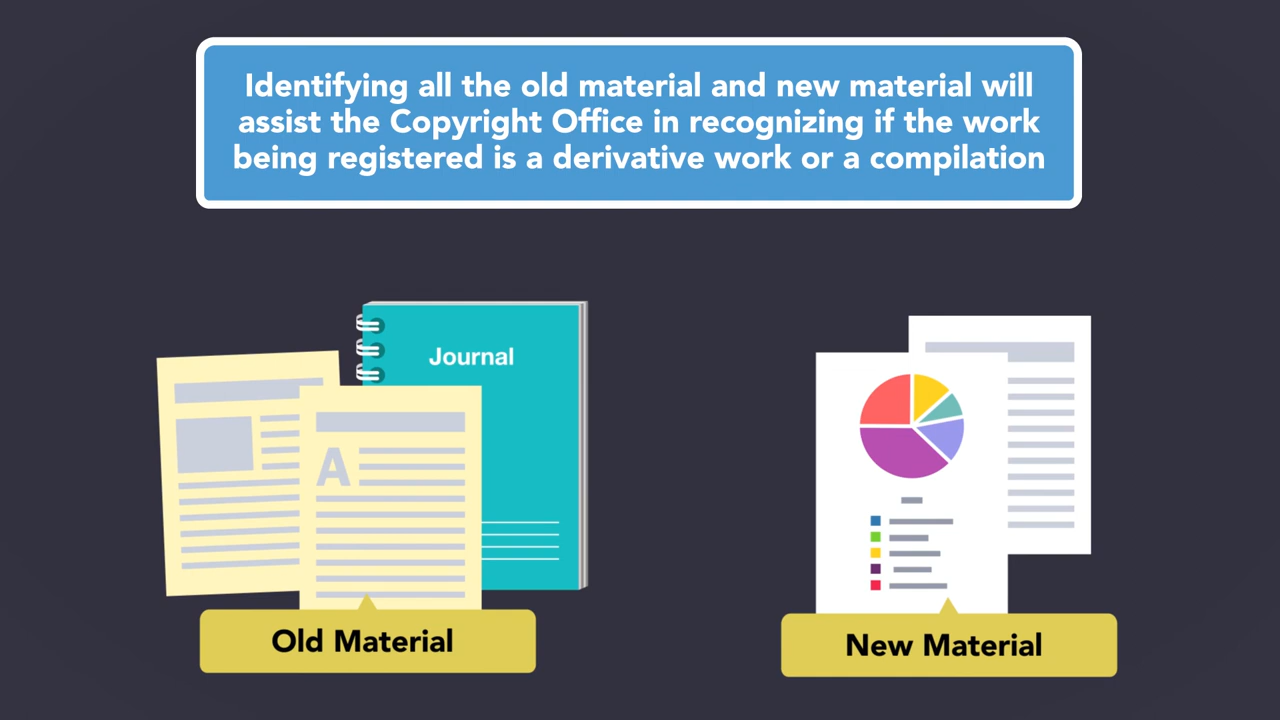 Identifying all the old material and new material will
assist the Copyright Office in recognizing if the work
being registered is a derivative work or a compilation
Journal
A
Old Material
New Material